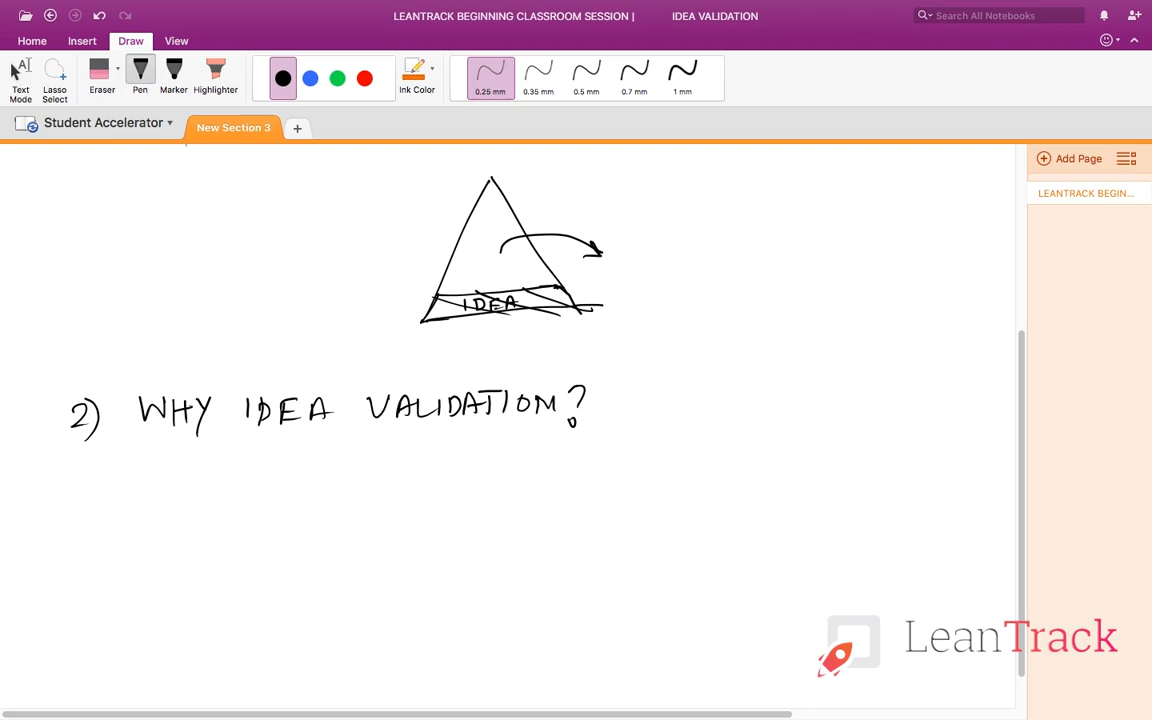 LEANTRACK BEGINNING CLASSROOM SESSION | IDEA VALIDATION
Search All Notebooks
Home Insert Draw View
Text Mode
Lasso Select
Eraser
Pen
Marker
Highlighter
Ink Color
0.25 mm
0.35 mm
0.5 mm
0.7 mm
1 mm
Student Accelerator
New Section 3
+
Add Page
LEANTRACK BEGIN...
IDEA
2) WHY IDEA VALIDATION?
LeanTrack